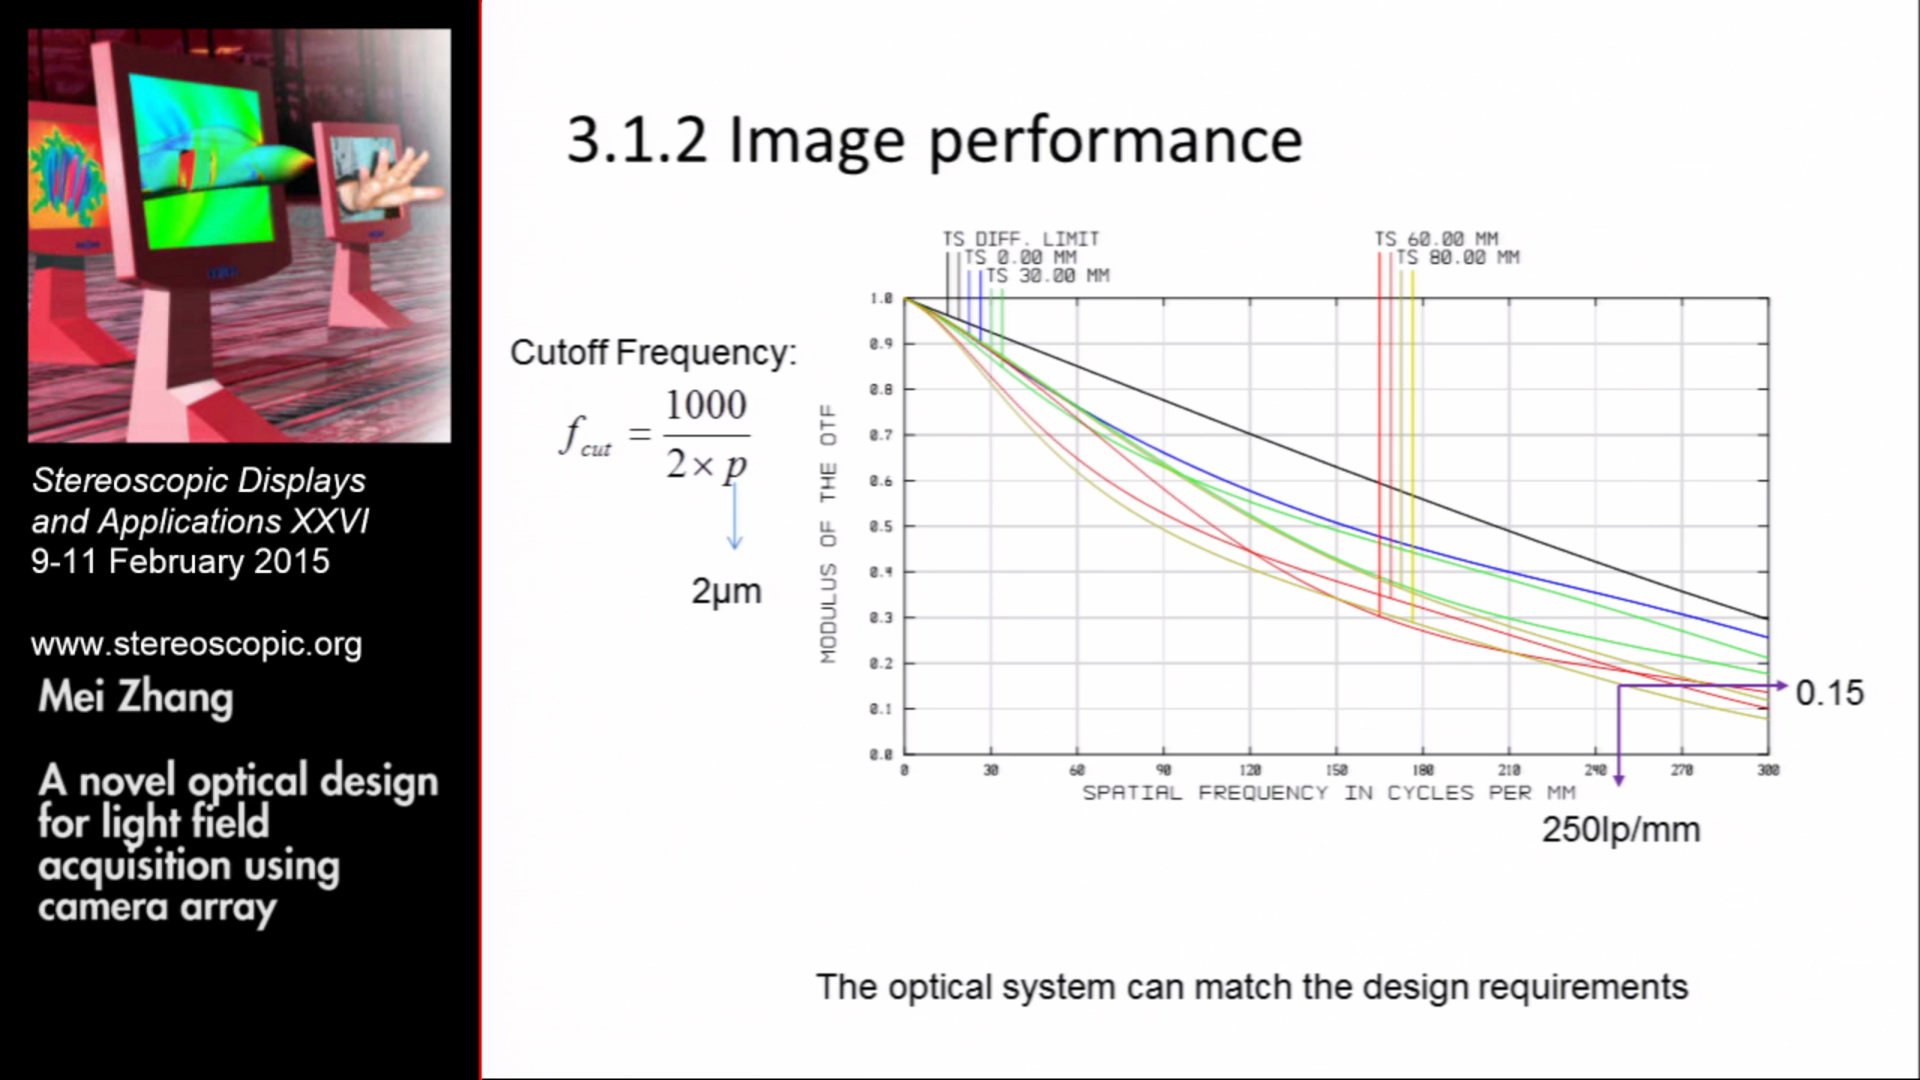 Stereoscopic Displays
and Applications XXVI
9-11 February 2015
www.stereoscopic.org
Mei Zhang
A novel optical design
for light field
acquisition using
camera array
3.1.2 Image performance
Cutoff Frequency:
f_cut = 1000 / (2 × p)
2μm
TS DIFF. LIMIT
TS 0.00 MM
TS 30.00 MM
TS 60.00 MM
TS 80.00 MM
MODULUS OF THE OTF
1.0
0.9
0.8
0.7
0.6
0.5
0.4
0.3
0.2
0.1
0.0
0 30 60 90 120 150 180 210 240 270 300
SPATIAL FREQUENCY IN CYCLES PER MM
0.15
250lp/mm
The optical system can match the design requirements